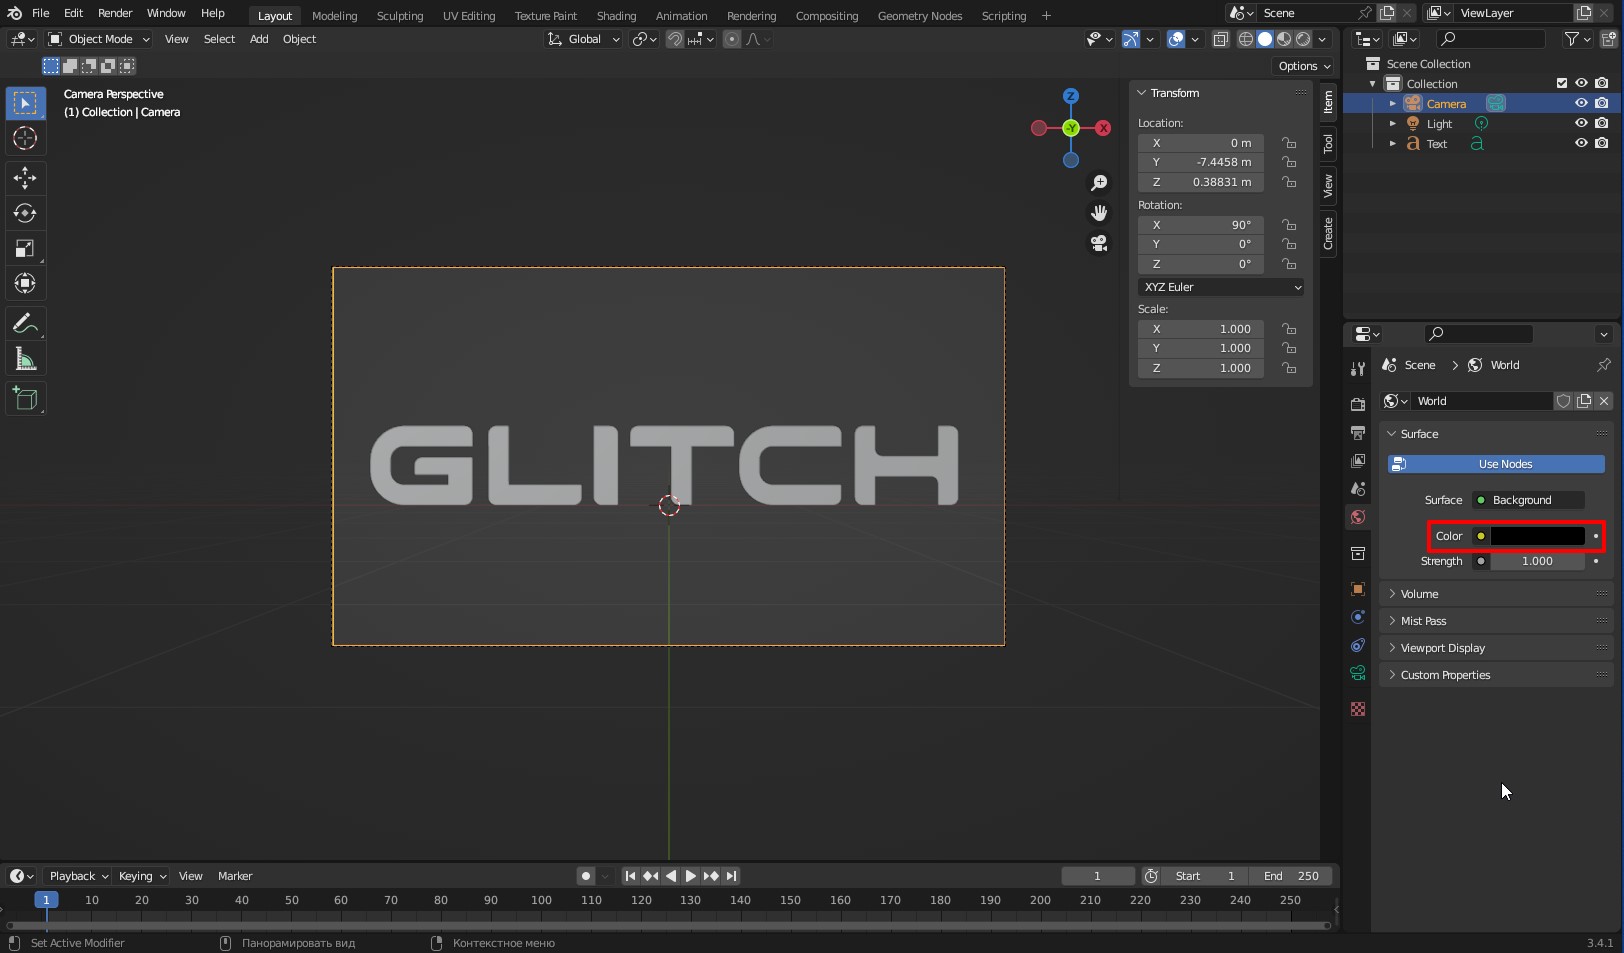 File Edit Render Window Help Layout Modeling Sculpting UV Editing Texture Paint Shading Animation Rendering Compositing Geometry Nodes Scripting + Scene ViewLayer
Object Mode View Select Add Object Global
Options
Camera Perspective
(1) Collection | Camera
Z
-Y
X
GLITCH
Transform
Location:
X 0 m
Y -7.4458 m
Z 0.38831 m
Rotation:
X 90°
Y 0°
Z 0°
XYZ Euler
Scale:
X 1.000
Y 1.000
Z 1.000
Item
Tool
View
Create
Scene Collection
Collection
Camera
Light
Text
Scene > World
World
Surface
Use Nodes
Surface Background
Color
Strength 1.000
Volume
Mist Pass
Viewport Display
Custom Properties
Playback Keying View Marker 1 Start 1 End 250
1 10 20 30 40 50 60 70 80 90 100 110 120 130 140 150 160 170 180 190 200 210 220 230 240 250
Set Active Modifier Панорамировать вид Контекстное меню 3.4.1